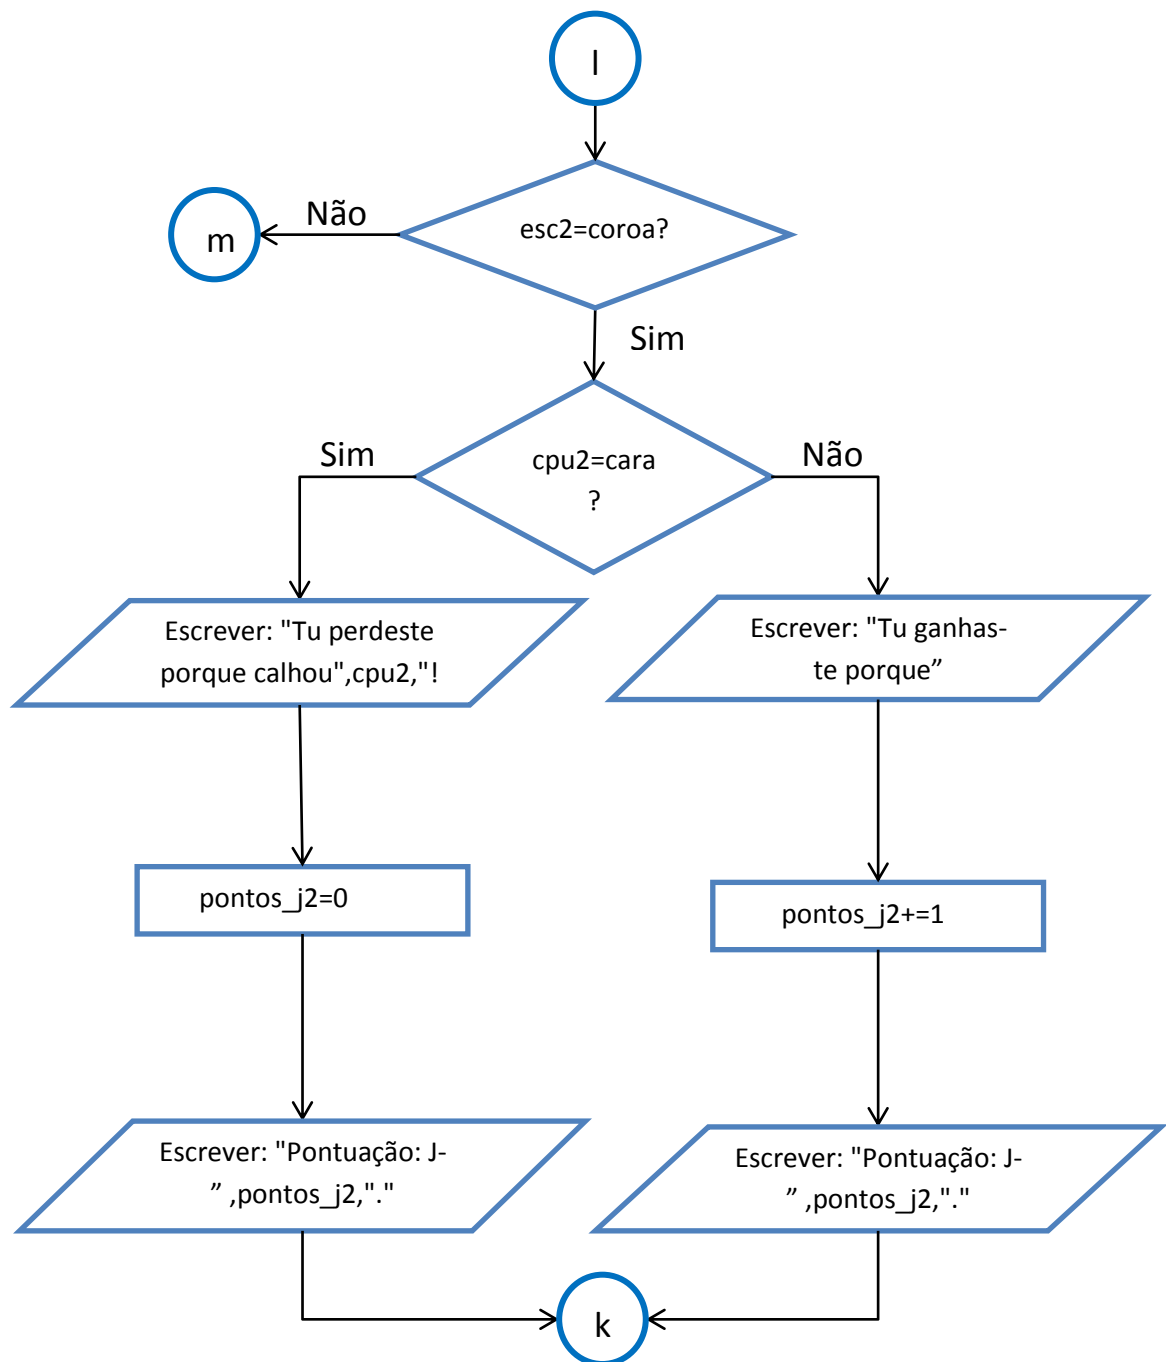 l
esc2=coroa?
Não
m
Sim
cpu2=cara
?
Sim
Não
Escrever: "Tu perdeste
porque calhou",cpu2,"!
Escrever: "Tu ganhas-
te porque”
pontos_j2=0
pontos_j2+=1
Escrever: "Pontuação: J-
” ,pontos_j2,"."
Escrever: "Pontuação: J-
” ,pontos_j2,"."
k